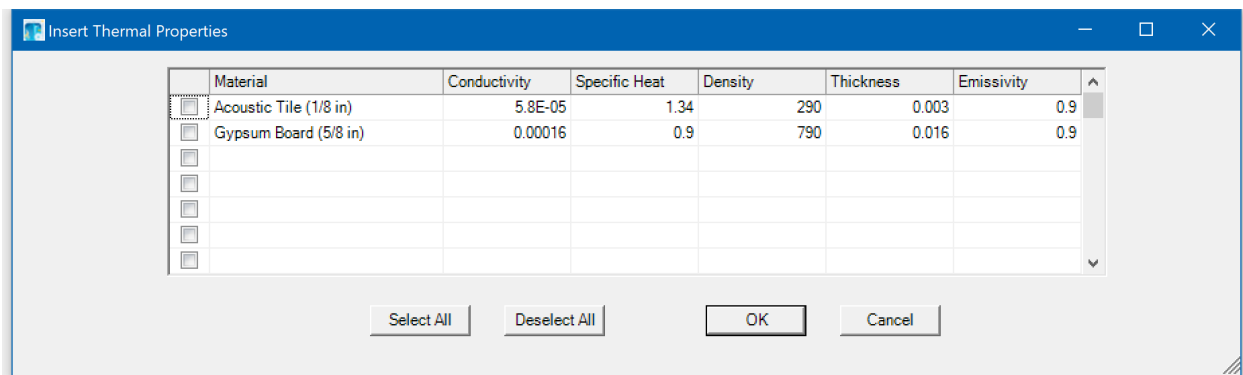 Insert Thermal Properties
Material Conductivity Specific Heat Density Thickness Emissivity
Acoustic Tile (1/8 in) 5.8E-05 1.34 290 0.003 0.9
Gypsum Board (5/8 in) 0.00016 0.9 790 0.016 0.9
Select All Deselect All OK Cancel